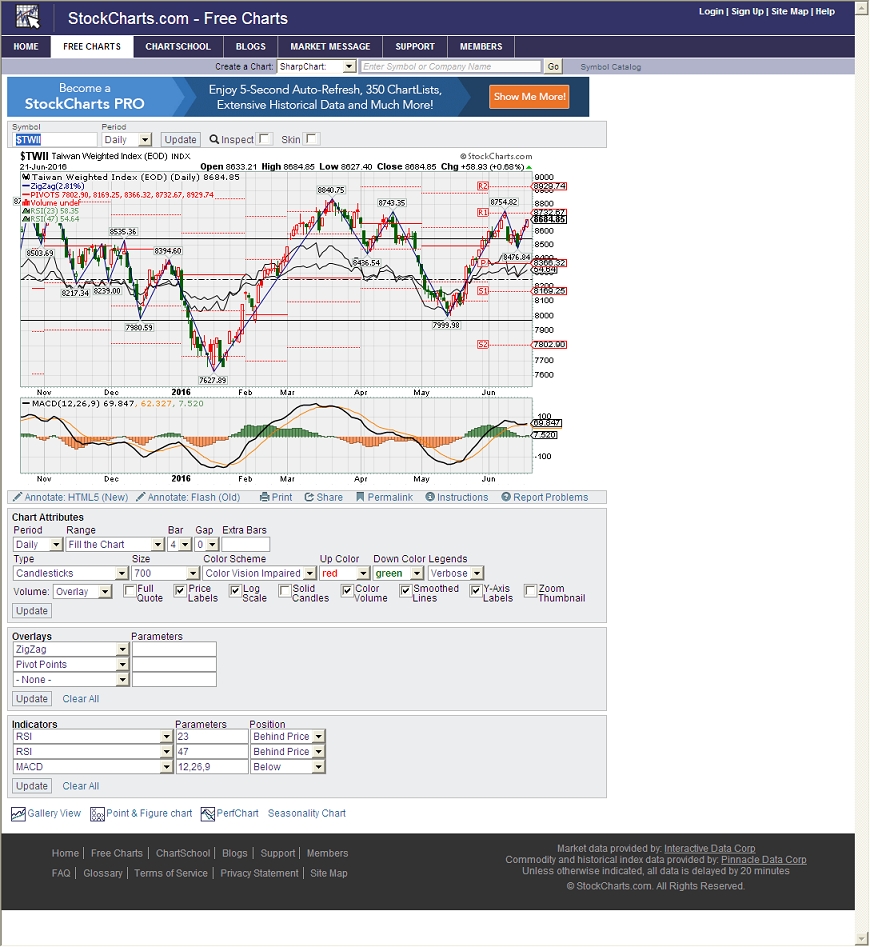 StockCharts.com - Free Charts
Login | Sign Up | Site Map | Help
HOME FREE CHARTS CHARTSCHOOL BLOGS MARKET MESSAGE SUPPORT MEMBERS
Create a Chart: SharpChart: Enter Symbol or Company Name Go Symbol Catalog
Become a
StockCharts PRO
Enjoy 5-Second Auto-Refresh, 350 ChartLists,
Extensive Historical Data and Much More!
Show Me More!
Symbol Period
$TWII Daily Update Inspect Skin
$TWII Taiwan Weighted Index (EOD) INDX © StockCharts.com
21-Jun-2016 Open 8633.21 High 8684.85 Low 8627.40 Close 8684.85 Chg +58.93 (+0.68%)
Taiwan Weighted Index (EOD) (Daily) 8684.85
ZigZag(2.81%)
PIVOTS 7802.90, 8169.25, 8366.32, 8732.67, 8929.74
Volume undef
RSI(23) 58.35
RSI(47) 54.64
8840.75
8743.35
8754.82
8535.36
8503.69
8394.60
8436.54
8476.84
8217.34
8239.00
7980.59
7999.98
7627.89
R2
R1
P
S1
S2
9000
8929.74
8800
8732.67
8684.85
8600
8500
8400
8366.32
54.64
8200
8169.25
8100
8000
7900
7802.90
7700
7600
Nov Dec 2016 Feb Mar Apr May Jun
MACD(12,26,9) 69.847, 62.327, 7.520
100
69.847
7.520
-100
Nov Dec 2016 Feb Mar Apr May Jun
Annotate: HTML5 (New) Annotate: Flash (Old) Print Share Permalink Instructions Report Problems
Chart Attributes
Period Range Bar Gap Extra Bars
Daily Fill the Chart 4 0
Type Size Color Scheme Up Color Down Color Legends
Candlesticks 700 Color Vision Impaired red green Verbose
Volume: Overlay Full Quote Price Labels Log Scale Solid Candles Color Volume Smoothed Lines Y-Axis Labels Zoom Thumbnail
Update
Overlays Parameters
ZigZag
Pivot Points
- None -
Update Clear All
Indicators Parameters Position
RSI 23 Behind Price
RSI 47 Behind Price
MACD 12,26,9 Below
Update Clear All
Gallery View Point & Figure chart PerfChart Seasonality Chart
Home | Free Charts | ChartSchool | Blogs | Support | Members
FAQ | Glossary | Terms of Service | Privacy Statement | Site Map
Market data provided by: Interactive Data Corp
Commodity and historical index data provided by: Pinnacle Data Corp
Unless otherwise indicated, all data is delayed by 20 minutes
© StockCharts.com. All Rights Reserved.